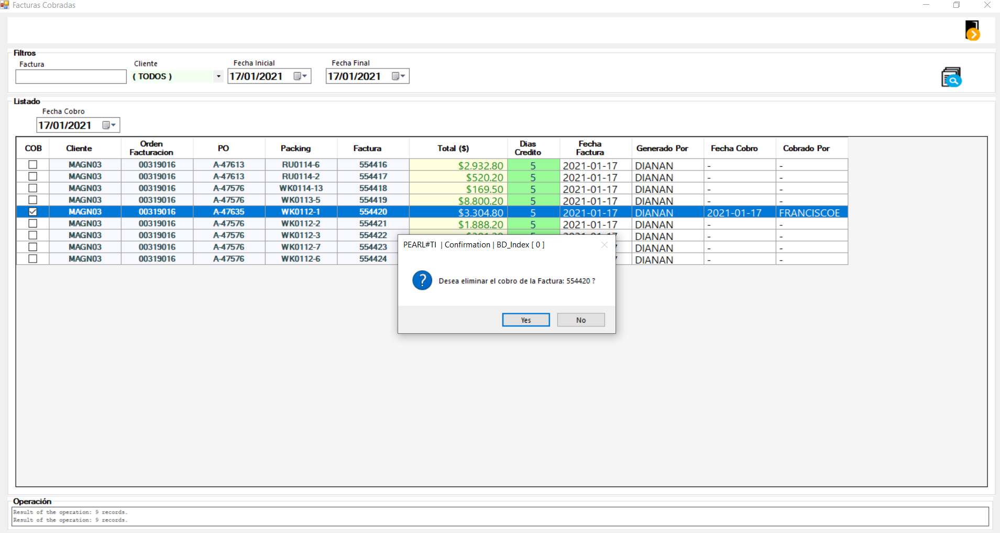 Facturas Cobradas
Filtros
Factura
Cliente
Fecha Inicial
Fecha Final
( TODOS )
17/01/2021
17/01/2021
Listado
Fecha Cobro
17/01/2021
COB Cliente Orden Facturacion PO Packing Factura Total ($) Dias Credito Fecha Factura Generado Por Fecha Cobro Cobrado Por
MAGN03 00319016 A-47613 RU0114-6 554416 $2.932.80 5 2021-01-17 DIANAN - -
MAGN03 00319016 A-47613 RU0114-2 554417 $520.20 5 2021-01-17 DIANAN - -
MAGN03 00319016 A-47576 WK0114-13 554418 $169.50 5 2021-01-17 DIANAN - -
MAGN03 00319016 A-47576 WK0113-5 554419 $8.800.20 5 2021-01-17 DIANAN - -
MAGN03 00319016 A-47635 WK0112-1 554420 $3.304.80 5 2021-01-17 DIANAN 2021-01-17 FRANCISCOE
MAGN03 00319016 A-47576 WK0112-2 554421 $1.888.20 5 2021-01-17 DIANAN - -
MAGN03 00319016 A-47576 WK0112-3 554422 DIANAN - -
MAGN03 00319016 A-47576 WK0112-7 554423 DIANAN - -
MAGN03 00319016 A-47576 WK0112-6 554424 DIANAN - -
PEARL#TI | Confirmation | BD_Index [ 0 ]
Desea eliminar el cobro de la Factura: 554420 ?
Yes
No
Operación
Result of the operation: 9 records.
Result of the operation: 9 records.